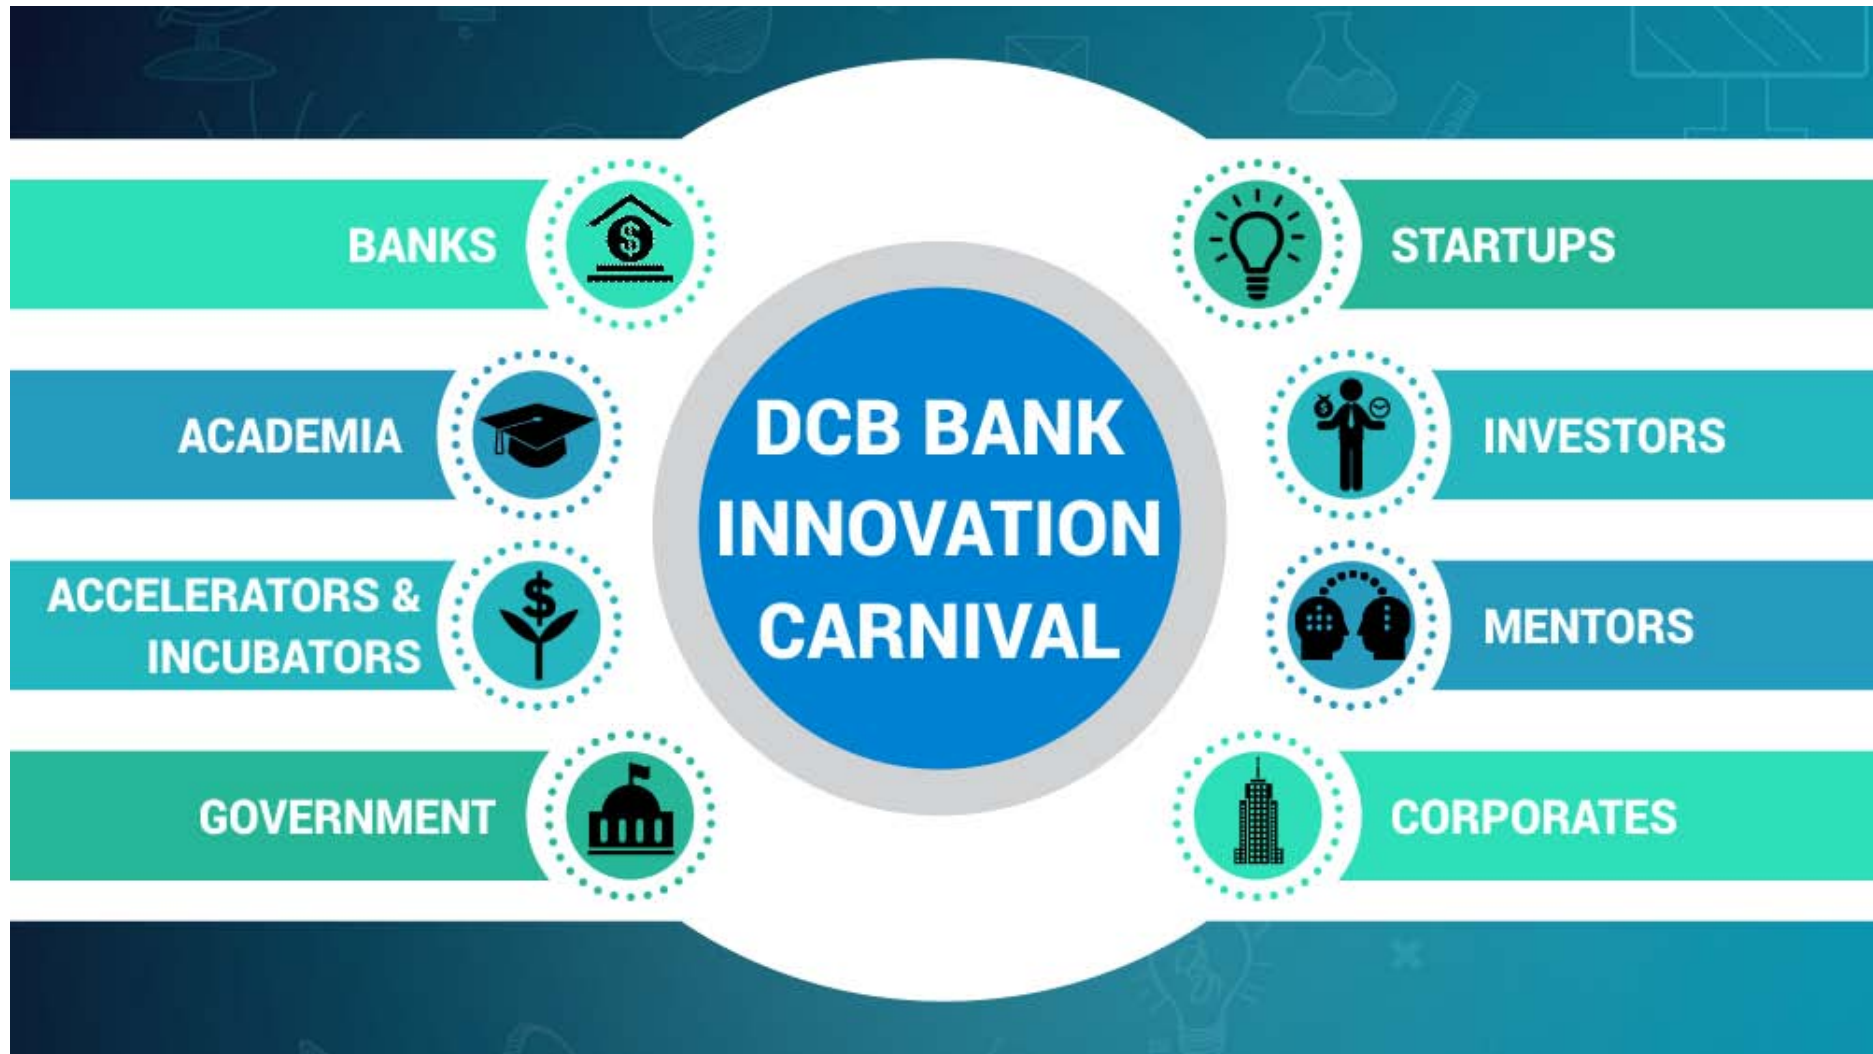 BANKS
ACADEMIA
ACCELERATORS &
INCUBATORS
GOVERNMENT
DCB BANK
INNOVATION
CARNIVAL
STARTUPS
INVESTORS
MENTORS
CORPORATES